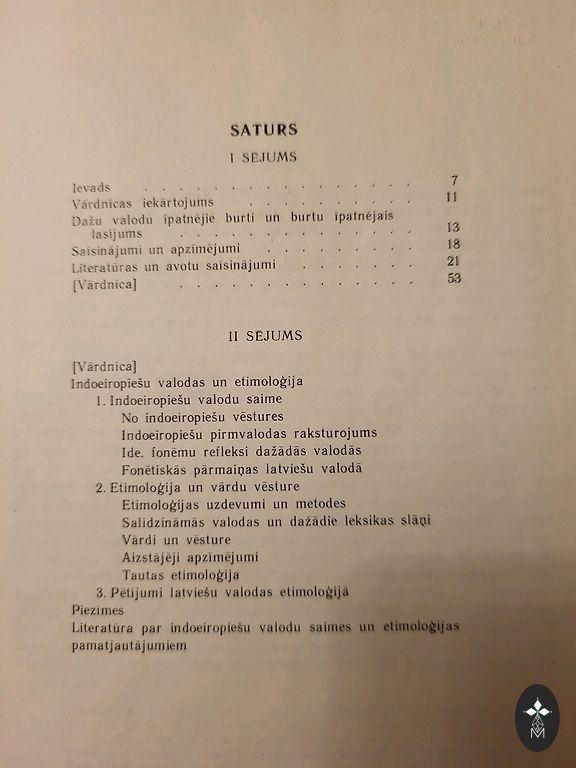 SATURS
I SĒJUMS
Ievads . . . . . . . . . . . . . . . 7
Vārdnīcas iekārtojums . . . . . . . . . 11
Dažu valodu īpatnējie burti un burtu īpatnējais
lasījums . . . . . . . . . . . . . 13
Saīsinājumi un apzīmējumi . . . . . . . . 18
Literatūras un avotu saīsinājumi . . . . . . 21
[Vārdnīca] . . . . . . . . . . . . . 53
II SĒJUMS
[Vārdnīca]
Indoeiropiešu valodas un etimoloģija
1. Indoeiropiešu valodu saime
No indoeiropiešu vēstures
Indoeiropiešu pirmvalodas raksturojums
Ide. fonēmu refleksi dažādās valodās
Fonētiskās pārmaiņas latviešu valodā
2. Etimoloģija un vārdu vēsture
Etimoloģijas uzdevumi un metodes
Salīdzināmās valodas un dažādie leksikas slāņi
Vārdi un vēsture
Aizstājēji apzīmējumi
Tautas etimoloģija
3. Pētījumi latviešu valodas etimoloģijā
Piezīmes
Literatūra par indoeiropiešu valodu saimes un etimoloģijas
pamatjautājumiem